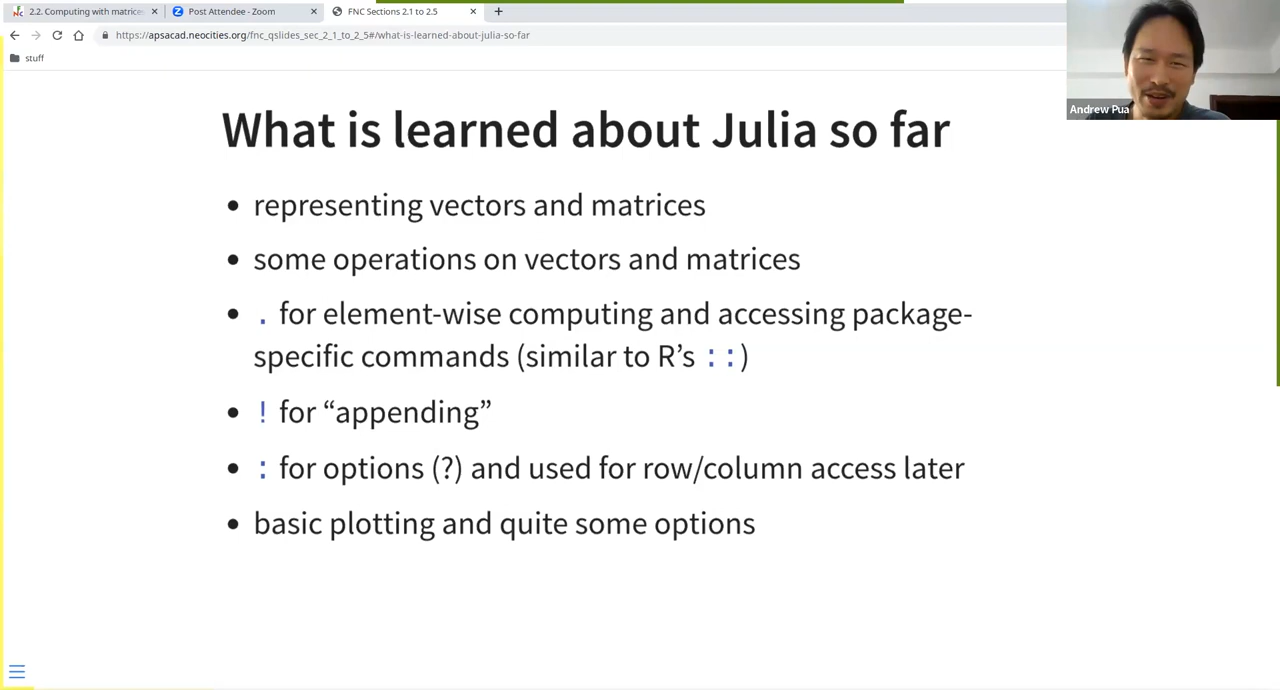 2.2. Computing with matrices
Post Attendee - Zoom
FNC Sections 2.1 to 2.5
https://apsacad.neocities.org/fnc_qslides_sec_2_1_to_2_5#/what-is-learned-about-julia-so-far
stuff
Andrew Pua
What is learned about Julia so far
• representing vectors and matrices
• some operations on vectors and matrices
• . for element-wise computing and accessing package-
specific commands (similar to R’s ::)
• ! for “appending”
• : for options (?) and used for row/column access later
• basic plotting and quite some options